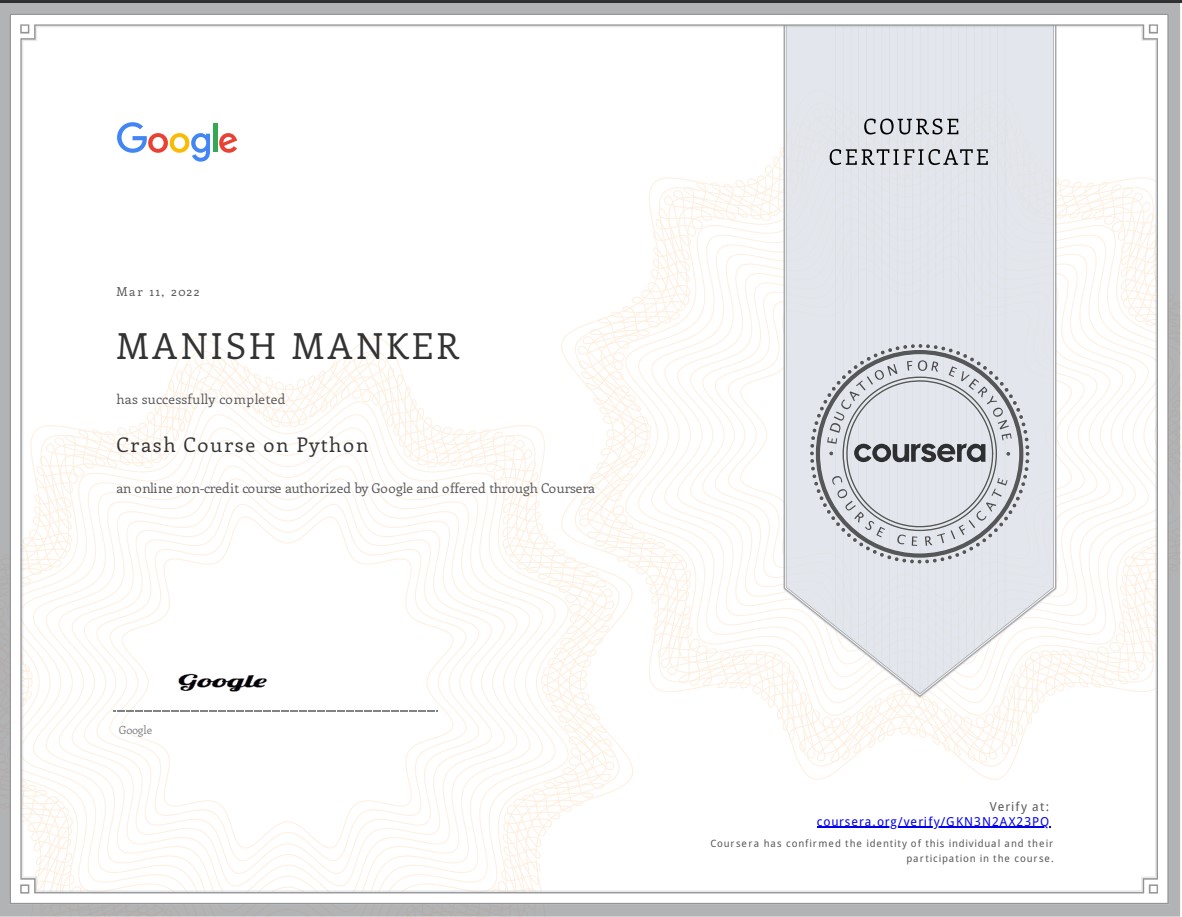 Google
COURSE
CERTIFICATE
Mar 11, 2022
MANISH MANKER
has successfully completed
Crash Course on Python
an online non-credit course authorized by Google and offered through Coursera
EDUCATION FOR EVERYONE
coursera
COURSE CERTIFICATE
Google
Google
Verify at:
coursera.org/verify/GKN3N2AX23PQ
Coursera has confirmed the identity of this individual and their
participation in the course.